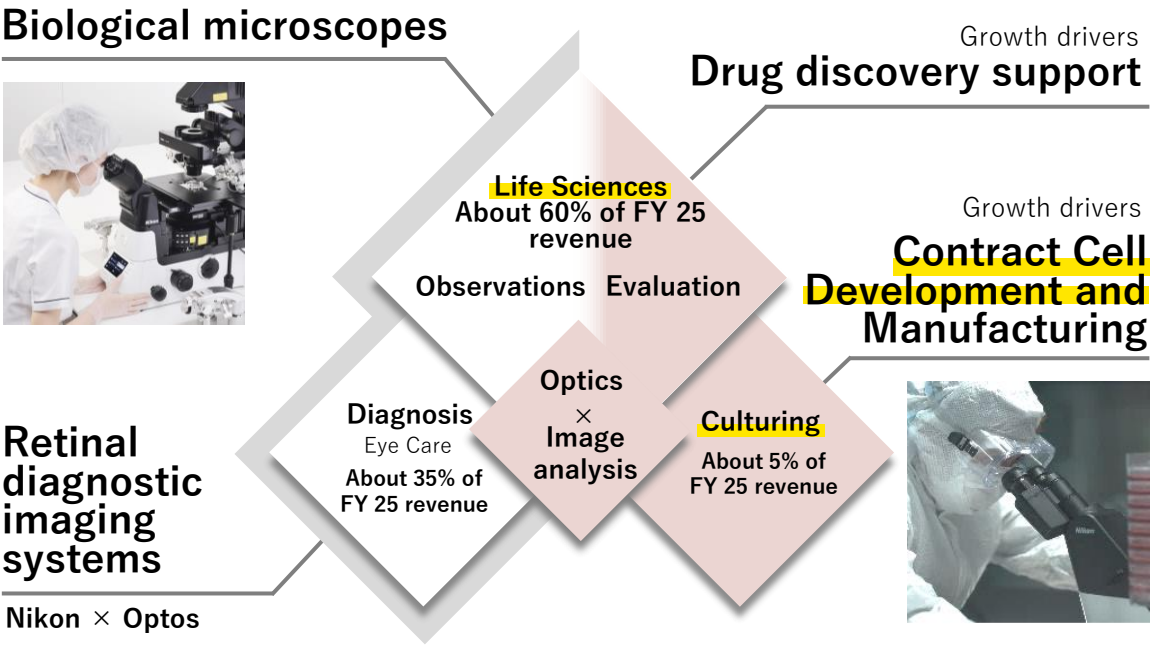 Biological microscopes
Growth drivers
Drug discovery support
Life Sciences
About 60% of FY 25
revenue
Observations
Evaluation
Growth drivers
Contract Cell
Development and
Manufacturing
Optics
×
Image
analysis
Diagnosis
Eye Care
About 35% of
FY 25 revenue
Culturing
About 5% of
FY 25 revenue
Retinal
diagnostic
imaging
systems
Nikon × Optos
Nikon